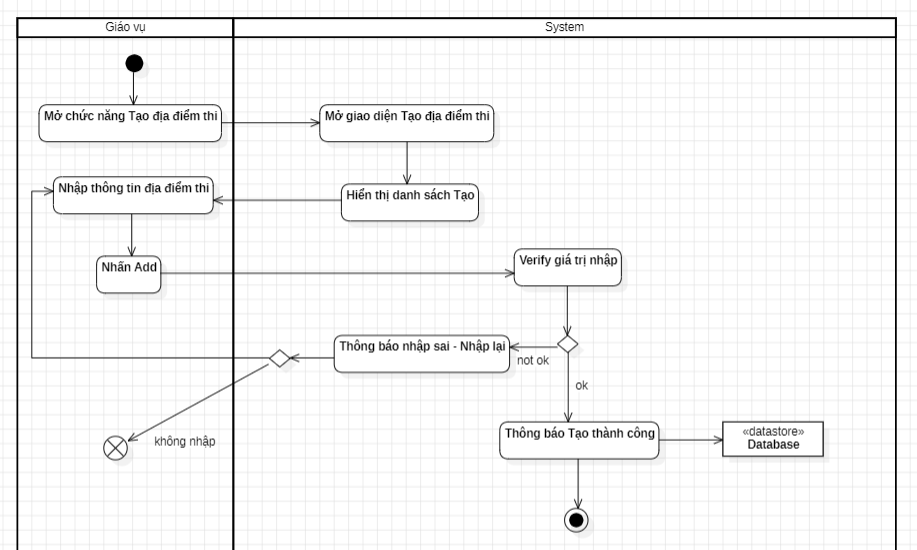 Giáo vụ
System
Mở chức năng Tạo địa điểm thi
Mở giao diện Tạo địa điểm thi
Nhập thông tin địa điểm thi
Hiển thị danh sách Tạo
Nhấn Add
Verify giá trị nhập
Thông báo nhập sai - Nhập lại
not ok
ok
không nhập
Thông báo Tạo thành công
«datastore»
Database